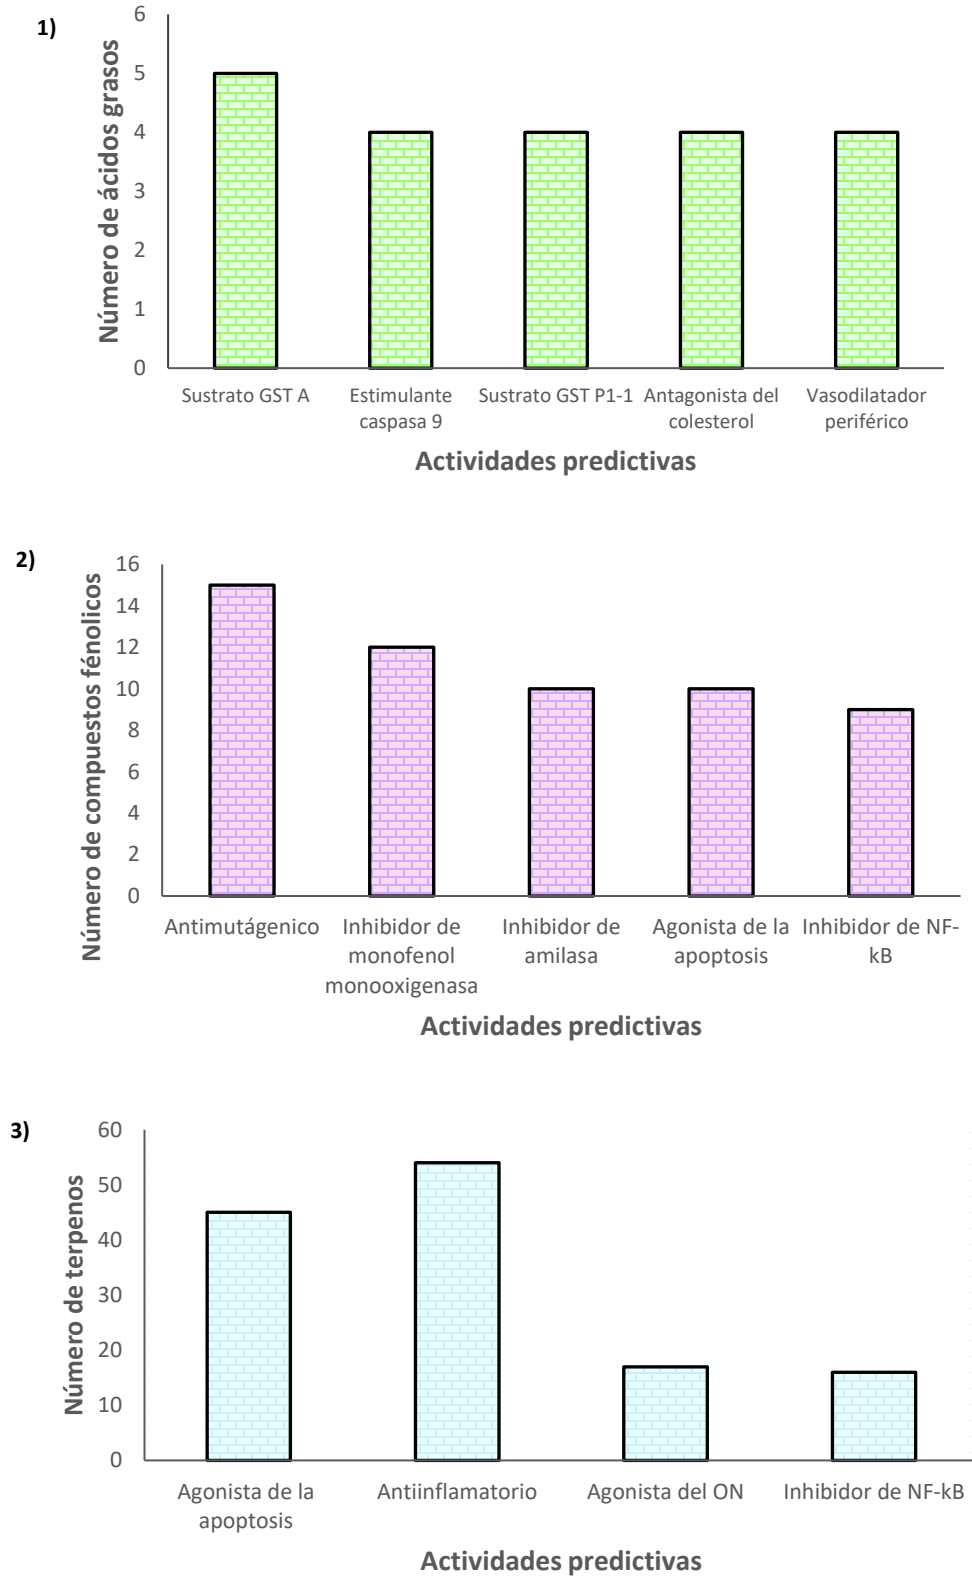 1)
Número de ácidos grasos
6
5
4
3
2
1
0
Sustrato GST A
Estimulante
caspasa 9
Sustrato GST P1-1
Antagonista del
colesterol
Vasodilatador
periférico
Actividades predictivas
2)
Número de compuestos fénolicos
16
14
12
10
8
6
4
2
0
Antimutágenico
Inhibidor de
monofenol
monooxigenasa
Inhibidor de
amilasa
Agonista de la
apoptosis
Inhibidor de NF-
kB
Actividades predictivas
3)
Número de terpenos
60
50
40
30
20
10
0
Agonista de la
apoptosis
Antiinflamatorio
Agonista del ON
Inhibidor de NF-kB
Actividades predictivas